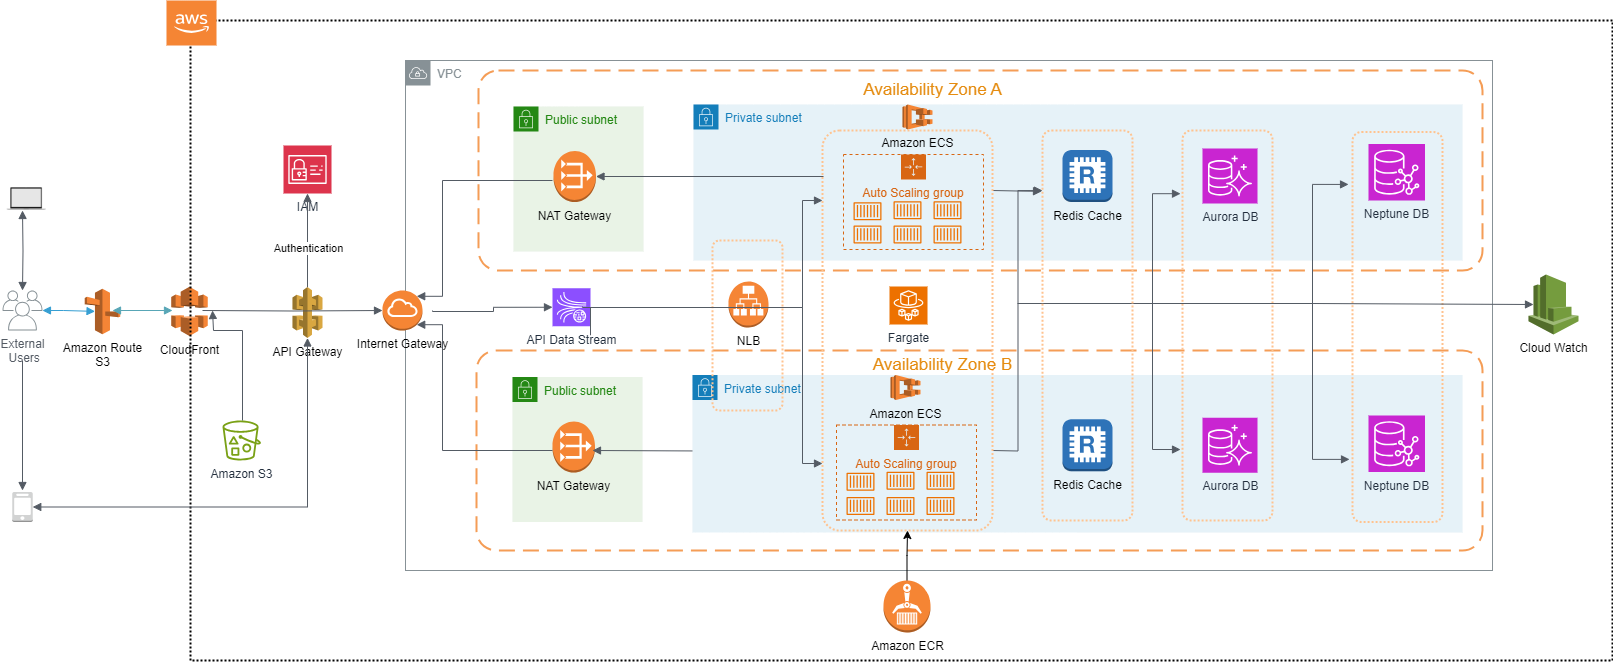 aws
VPC
Availability Zone A
Public subnet
Private subnet
Amazon ECS
Auto Scaling group
NAT Gateway
R
Redis Cache
Aurora DB
Neptune DB
IAM
Authentication
External
Users
Amazon Route
S3
CloudFront
API Gateway
Internet Gateway
API Data Stream
NLB
Fargate
Cloud Watch
Availability Zone B
Public subnet
Private subnet
Amazon ECS
Auto Scaling group
NAT Gateway
R
Redis Cache
Aurora DB
Neptune DB
Amazon S3
Amazon ECR